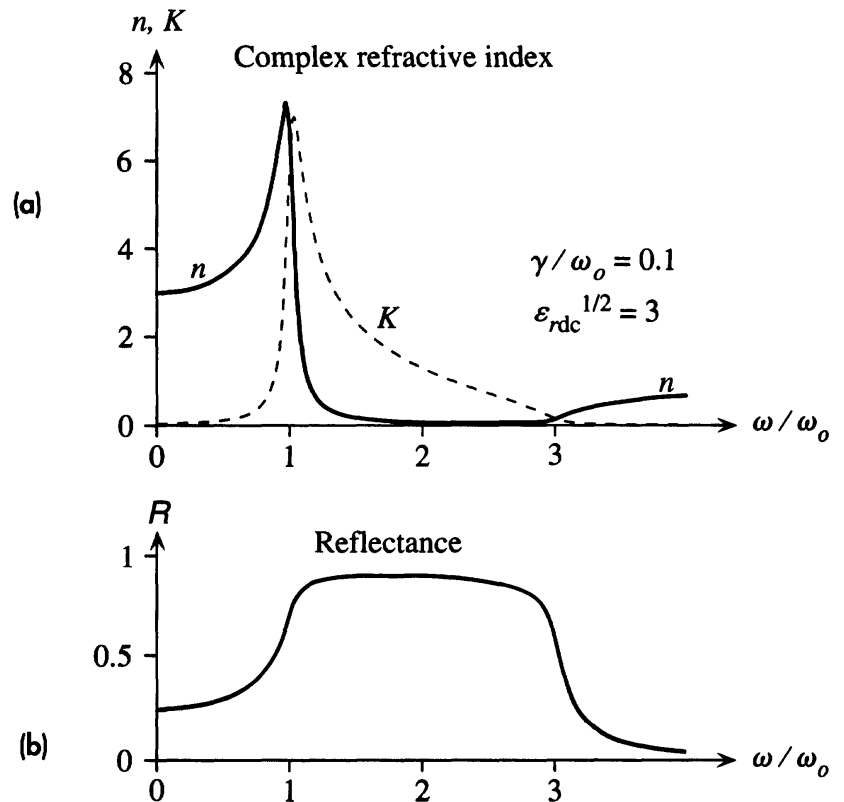 n, K
Complex refractive index
8
6
(a)
4
n
γ / ω_o = 0.1
ε_rdc^1/2 = 3
2
K
n
0
ω / ω_o
0 1 2 3
R
Reflectance
1
0.5
(b)
0
ω / ω_o
0 1 2 3